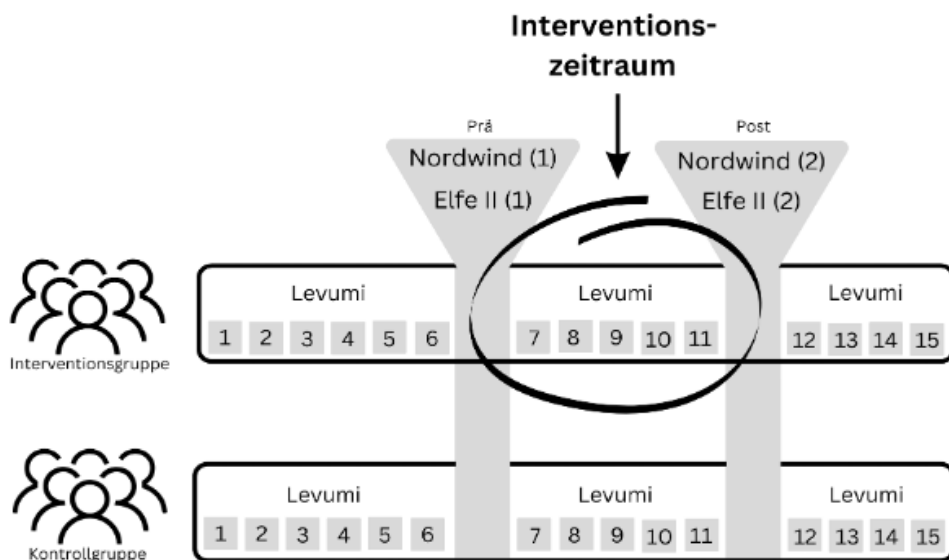 Interventions-
zeitraum
Prä
Post
Nordwind (1)
Elfe II (1)
Nordwind (2)
Elfe II (2)
Levumi
Levumi
Levumi
1 2 3 4 5 6
7 8 9 10 11
12 13 14 15
Interventionsgruppe
Levumi
Levumi
Levumi
1 2 3 4 5 6
7 8 9 10 11
12 13 14 15
Kontrollgruppe